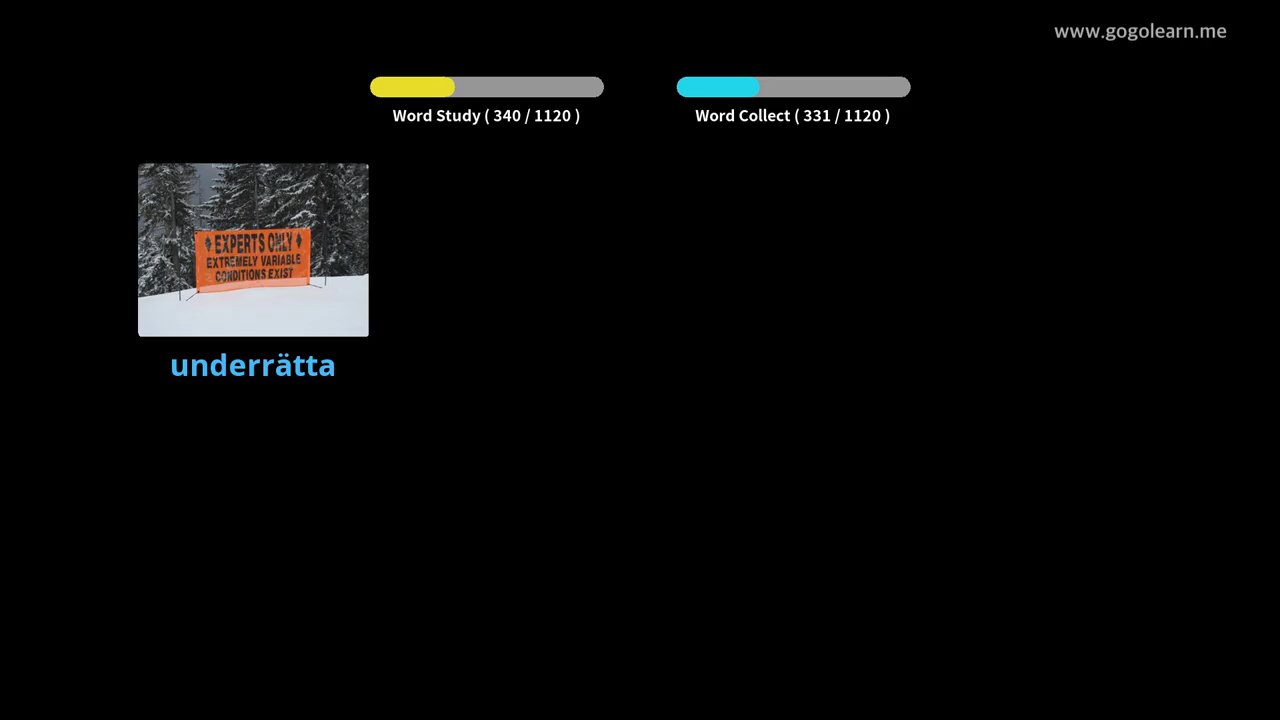 www.gogolearn.me
Word Study ( 340 / 1120 )
Word Collect ( 331 / 1120 )
EXPERTS ONLY
EXTREMELY VARIABLE
CONDITIONS EXIST
underrätta